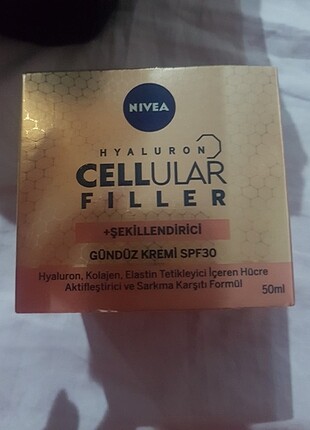 NIVEA
HYALURON
CELLULAR
FILLER
+ŞEKİLLENDİRİCİ
GÜNDÜZ KREMİ SPF30
Hyaluron, Kolajen, Elastin Tetikleyici İçeren Hücre
Aktifleştirici ve Sarkma Karşıtı Formül
50ml